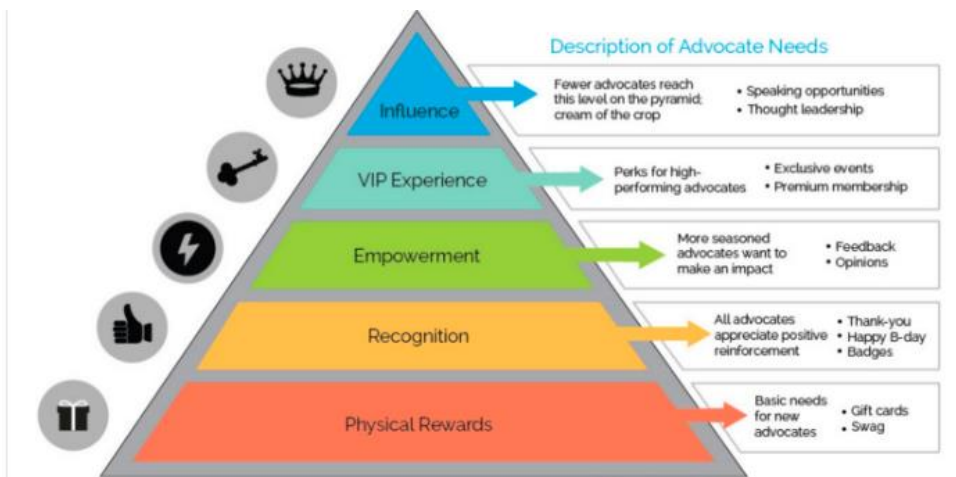 Description of Advocate Needs
Influence
Fewer advocates reach
this level on the pyramid;
cream of the crop
• Speaking opportunities
• Thought leadership
VIP Experience
Perks for high-
performing advocates
• Exclusive events
• Premium membership
Empowerment
More seasoned
advocates want to
make an impact
• Feedback
• Opinions
Recognition
All advocates
appreciate positive
reinforcement
• Thank-you
• Happy B-day
• Badges
Physical Rewards
Basic needs
for new
advocates
• Gift cards
• Swag